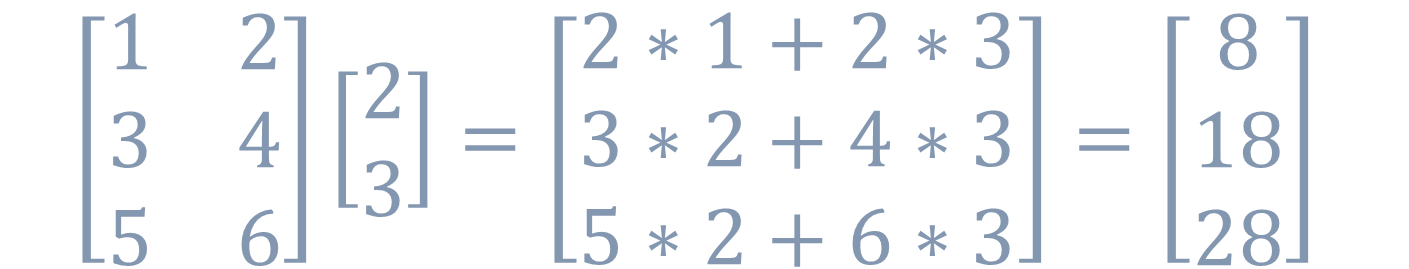 [1 2] [2 * 1 + 2 * 3] [8]
[3 4] [2 3] = [3 * 2 + 4 * 3] = [18]
[5 6] [5 * 2 + 6 * 3] [28]